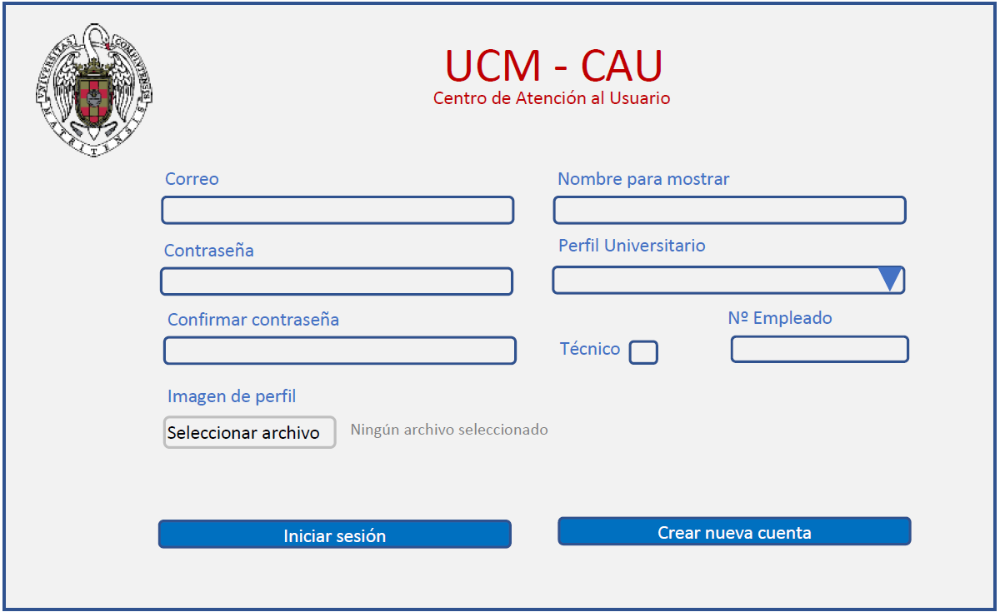 UNIVERSITAS COMPLUTENSIS
MATRITENSIS
UCM - CAU
Centro de Atención al Usuario
Correo
Nombre para mostrar
Contraseña
Perfil Universitario
Confirmar contraseña
Técnico
Nº Empleado
Imagen de perfil
Seleccionar archivo
Ningún archivo seleccionado
Iniciar sesión
Crear nueva cuenta